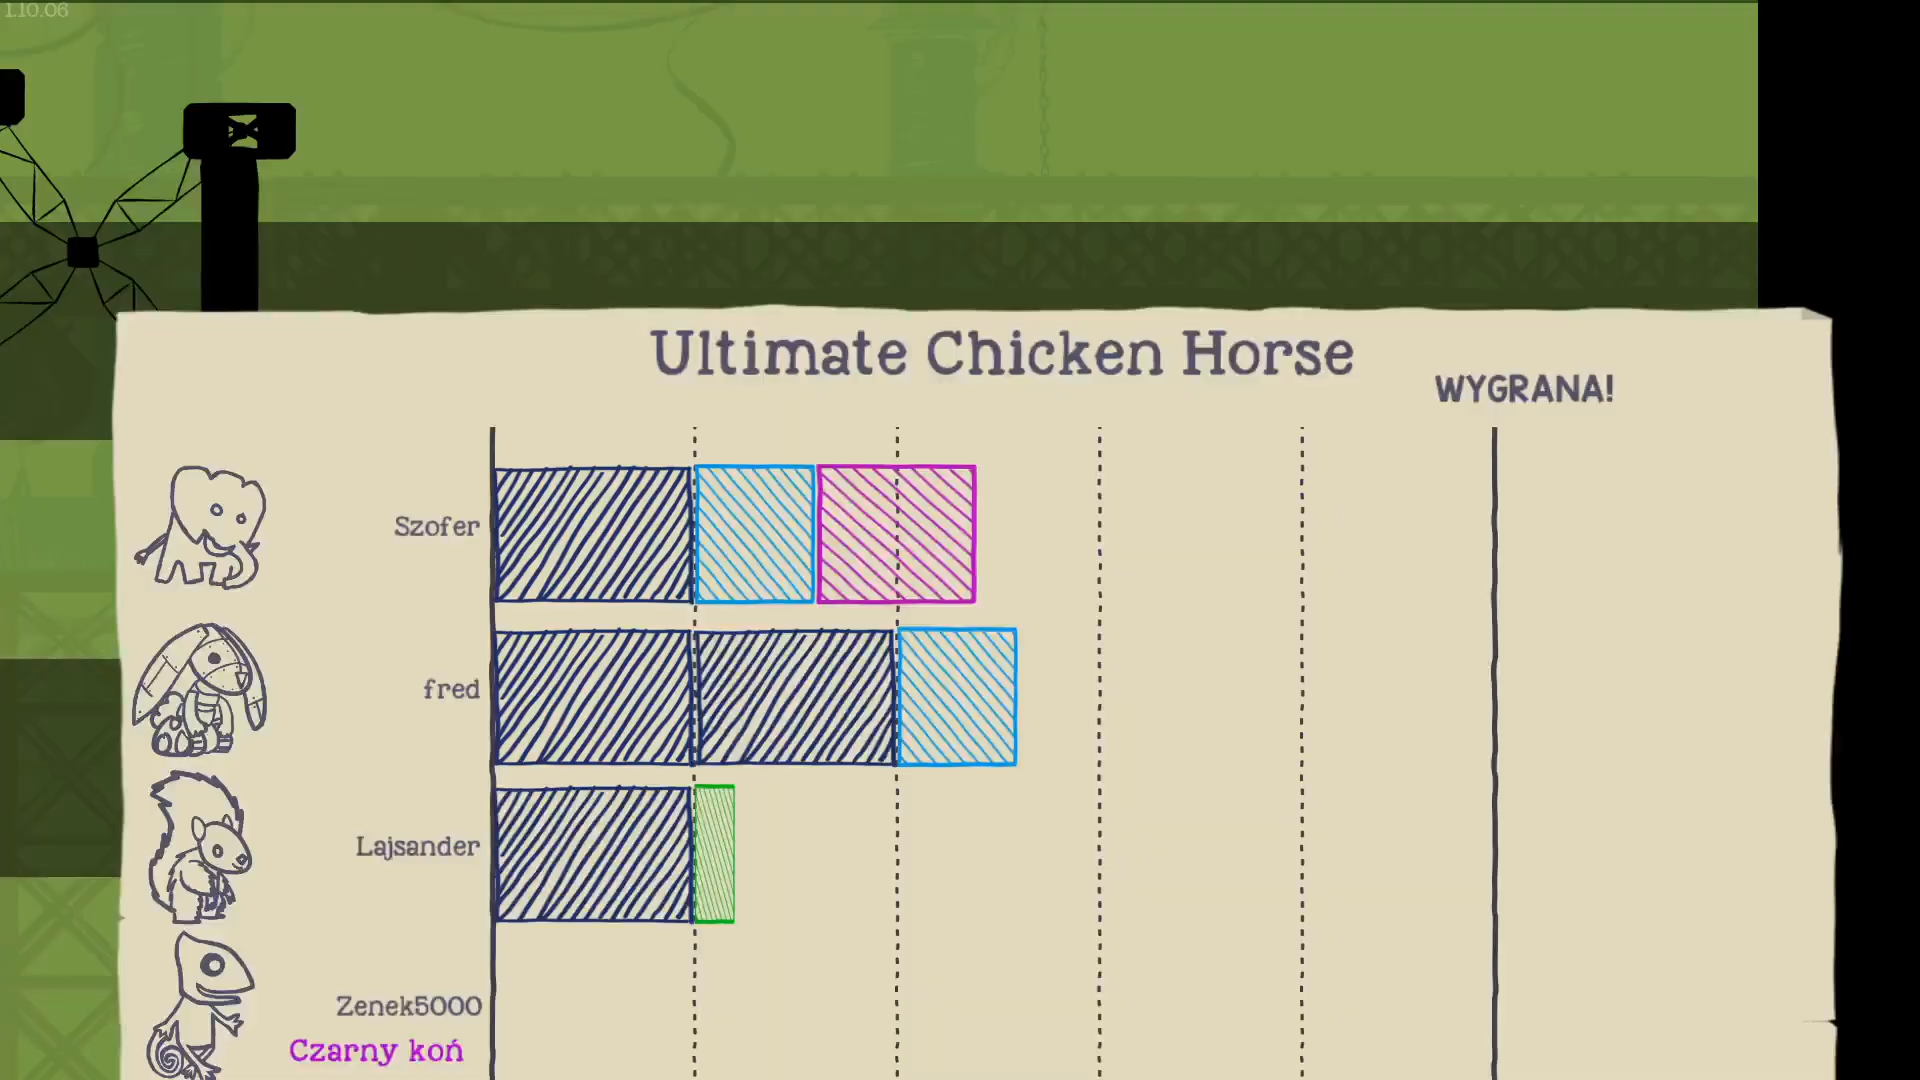 1.10.06
Ultimate Chicken Horse
WYGRANA!
Szofer
fred
Lajsander
Zenek5000
Czarny koń